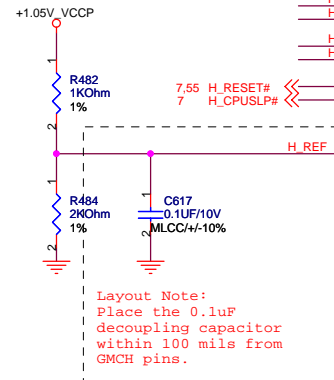 +1.05V_VCCP
1
R482
1KOhm
1%
2
7,55 H_RESET#
7 H_CPUSLP#
H_REF
1
R484
2KOhm
1%
2
1
C617
0.1UF/10V
MLCC/+/-10%
2
Layout Note:
Place the 0.1uF
decoupling capacitor
within 100 mils from
GMCH pins.